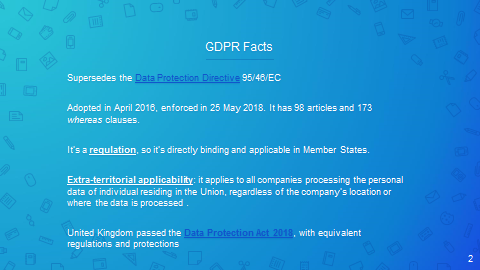 GDPR Facts
Supersedes the Data Protection Directive 95/46/EC
Adopted in April 2016, enforced in 25 May 2018. It has 98 articles and 173
whereas clauses.
It's a regulation, so it's directly binding and applicable in Member States.
Extra-territorial applicability: it applies to all companies processing the personal
data of individual residing in the Union, regardless of the company's location or
where the data is processed .
United Kingdom passed the Data Protection Act 2018, with equivalent
regulations and protections
2